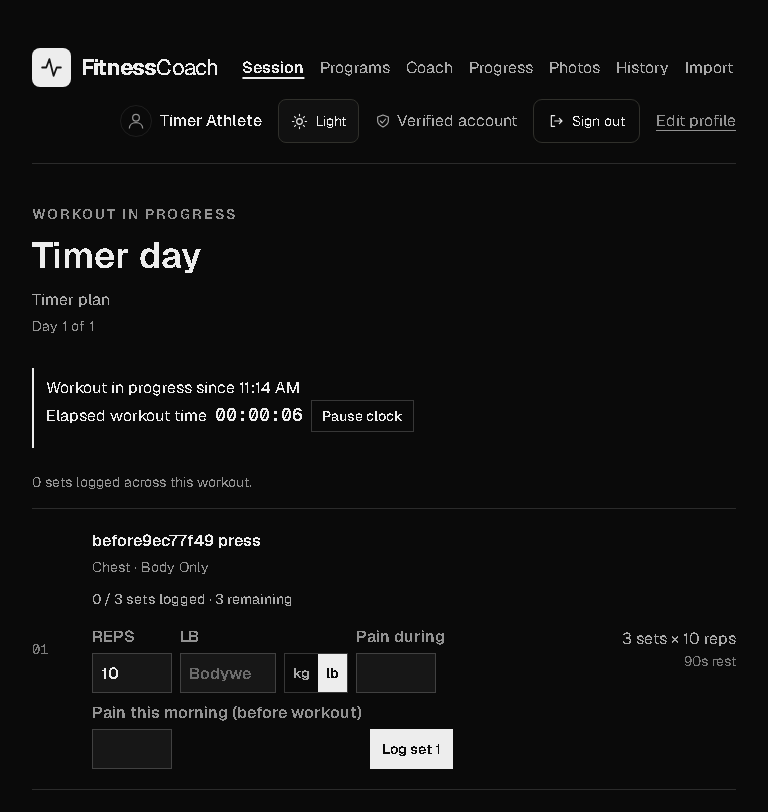 FitnessCoach Session Programs Coach Progress Photos History Import
Timer Athlete Light Verified account Sign out Edit profile
WORKOUT IN PROGRESS
Timer day
Timer plan
Day 1 of 1
Workout in progress since 11:14 AM
Elapsed workout time 00:00:06 Pause clock
0 sets logged across this workout.
before9ec77f49 press
Chest · Body Only
0 / 3 sets logged · 3 remaining
01
REPS LB Pain during
10 Bodywe kg lb
3 sets × 10 reps
90s rest
Pain this morning (before workout)
Log set 1